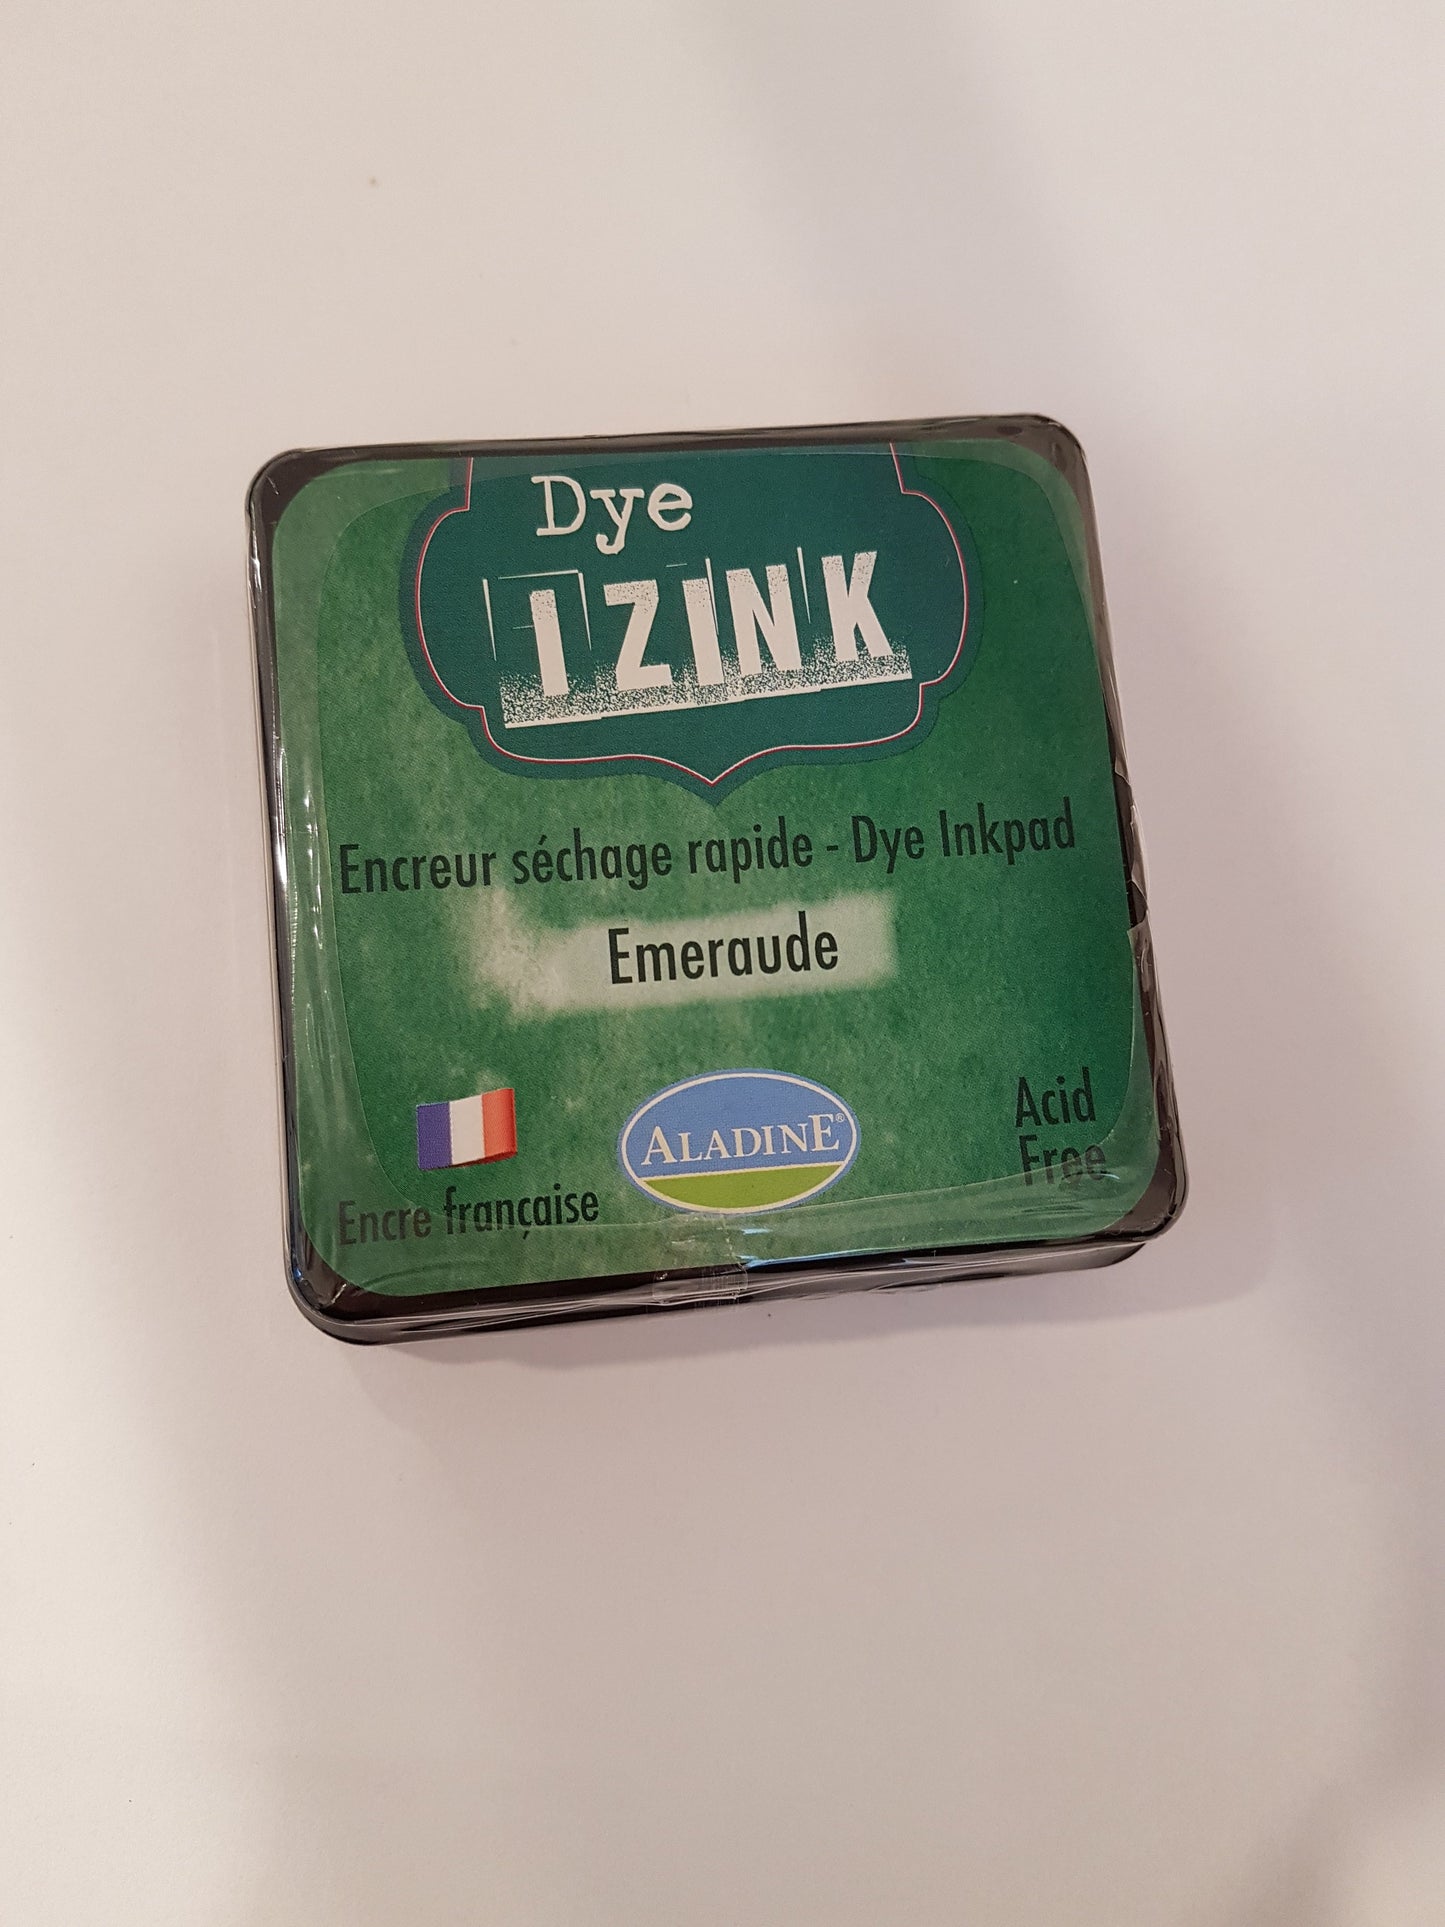 Dye
IZINK
Encreur séchage rapide - Dye Inkpad
Emeraude
Encre française
ALADINE®
Acid
Free